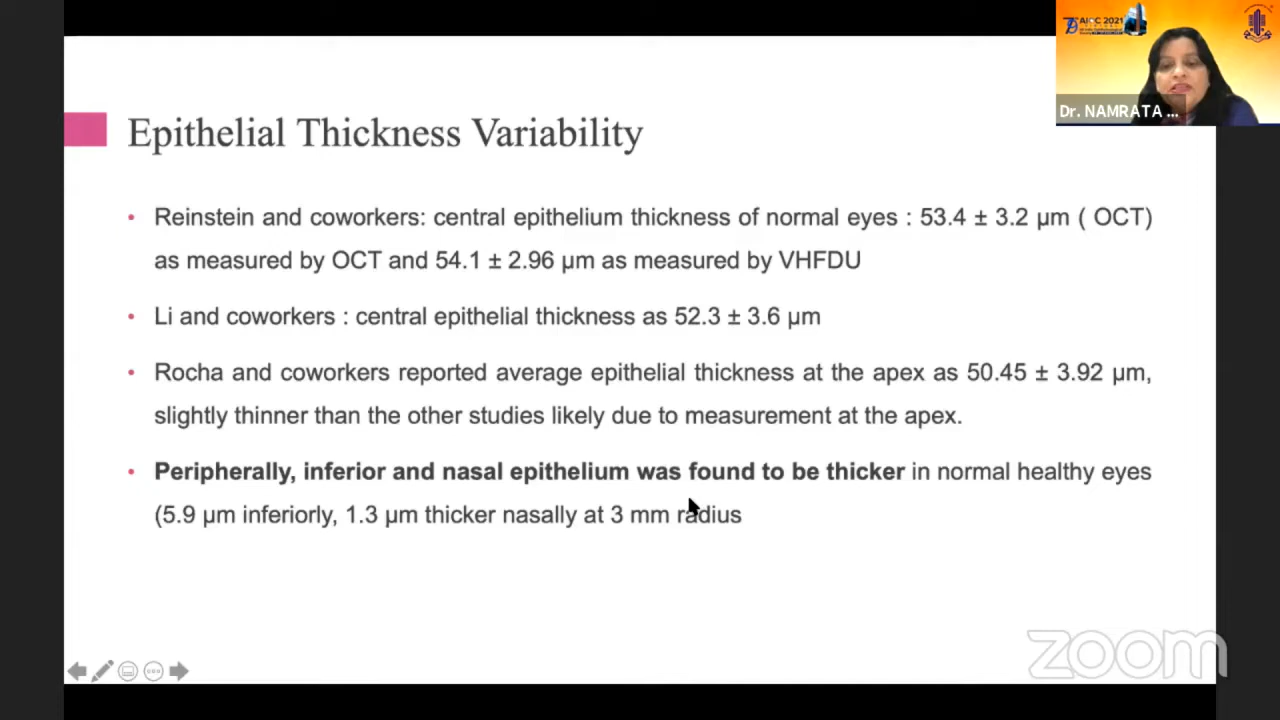 AIOC 2021
Dr. NAMRATA ...
Epithelial Thickness Variability
• Reinstein and coworkers: central epithelium thickness of normal eyes : 53.4 ± 3.2 μm ( OCT)
as measured by OCT and 54.1 ± 2.96 μm as measured by VHFDU
• Li and coworkers : central epithelial thickness as 52.3 ± 3.6 μm
• Rocha and coworkers reported average epithelial thickness at the apex as 50.45 ± 3.92 μm,
slightly thinner than the other studies likely due to measurement at the apex.
• Peripherally, inferior and nasal epithelium was found to be thicker in normal healthy eyes
(5.9 μm inferiorly, 1.3 μm thicker nasally at 3 mm radius
zoom